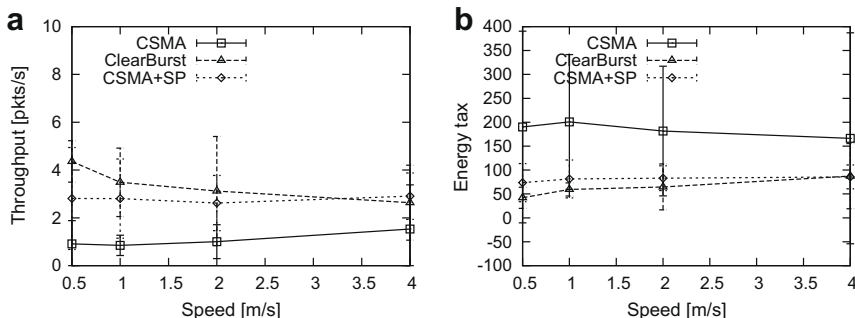 a
Throughput [pkts/s]
10
8
6
4
2
0
CSMA
ClearBurst
CSMA+SP
0.5 1 1.5 2 2.5 3 3.5 4
Speed [m/s]
b
Energy tax
400
350
300
250
200
150
100
50
0
-50
-100
CSMA
ClearBurst
CSMA+SP
0.5 1 1.5 2 2.5 3 3.5 4
Speed [m/s]